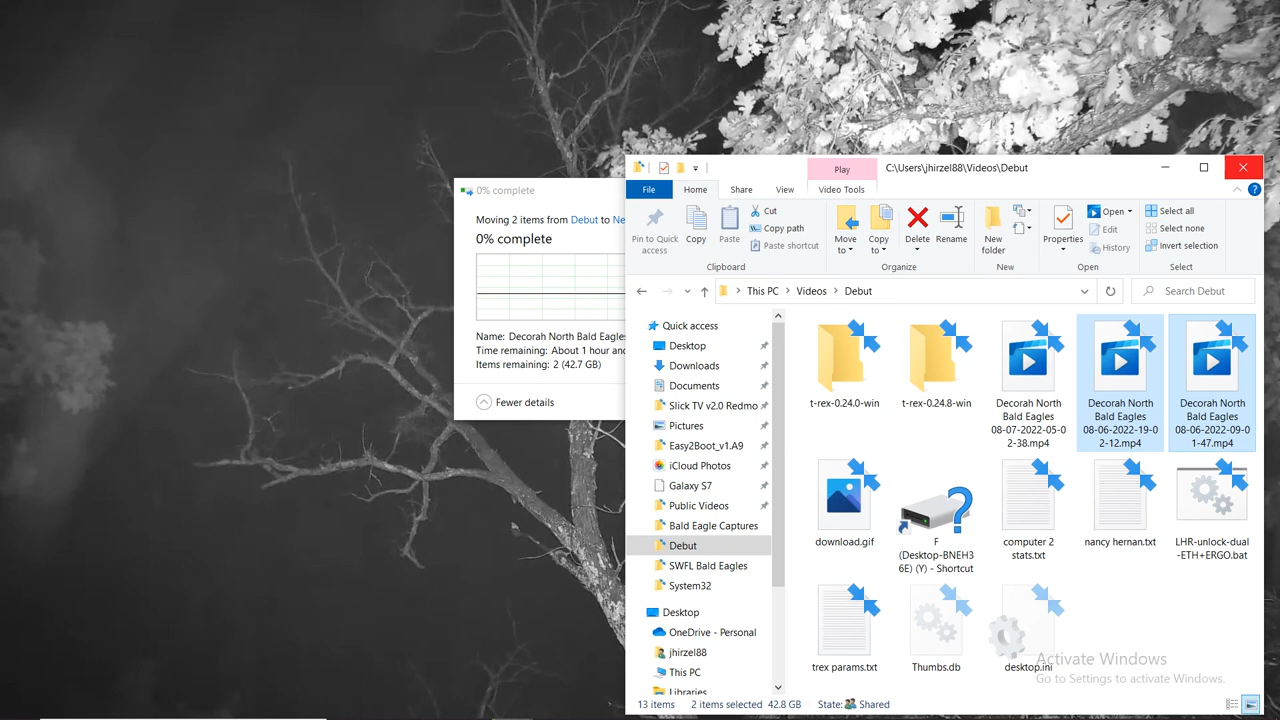 0% complete
Moving 2 items from Debut to Ne
0% complete
Name: Decorah North Bald Eagles
Time remaining: About 1 hour and
Items remaining: 2 (42.7 GB)
Fewer details
Play
C:\Users\jhirzel88\Videos\Debut
File
Home
Share
View
Video Tools
Pin to Quick
access
Copy
Paste
Cut
Copy path
Paste shortcut
Clipboard
Move
to
Copy
to
Delete
Rename
Organize
New
folder
New
Properties
Open
Edit
History
Open
Select all
Select none
Invert selection
Select
This PC
Videos
Debut
Search Debut
Quick access
Desktop
Downloads
Documents
Slick TV v2.0 Redmo
Pictures
Easy2Boot_v1.A9
iCloud Photos
Galaxy S7
Public Videos
Bald Eagle Captures
Debut
SWFL Bald Eagles
System32
Desktop
OneDrive - Personal
jhirzel88
This PC
Libraries
t-rex-0.24.0-win
t-rex-0.24.8-win
Decorah North
Bald Eagles
08-07-2022-05-0
2-38.mp4
Decorah North
Bald Eagles
08-06-2022-19-0
2-12.mp4
Decorah North
Bald Eagles
08-06-2022-09-0
1-47.mp4
download.gif
F
(Desktop-BNEH3
6E) (Y) - Shortcut
computer 2
stats.txt
nancy hernan.txt
LHR-unlock-dual
-ETH+ERGO.bat
trex params.txt
Thumbs.db
desktop.ini
Activate Windows
Go to Settings to activate Windows.
13 items
2 items selected 42.8 GB
State: Shared